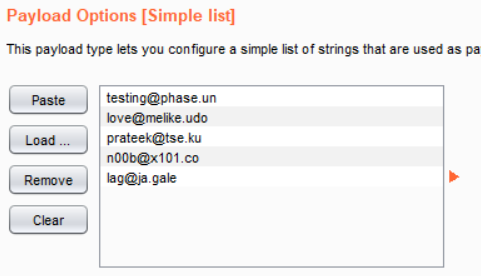 Payload Options [Simple list]
This payload type lets you configure a simple list of strings that are used as pa
Paste
Load ...
Remove
Clear
testing@phase.un
love@melike.udo
prateek@tse.ku
n00b@x101.co
lag@ja.gale